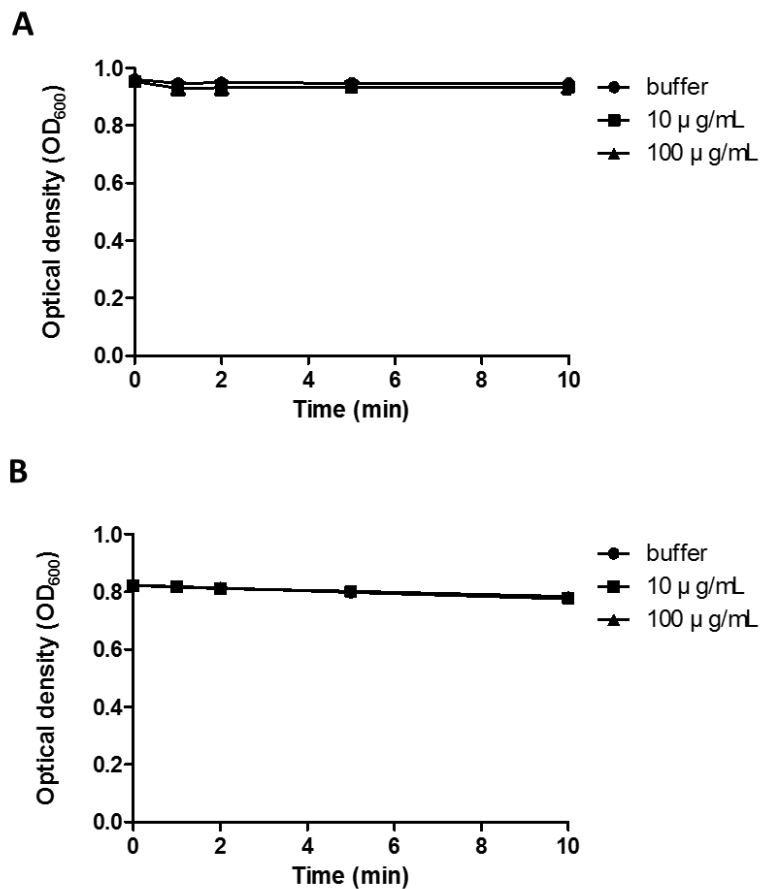 A
1.0
0.8
0.6
0.4
0.2
0.0
0 2 4 6 8 10
Optical density (OD600)
Time (min)
buffer
10 µ g/mL
100 µ g/mL
B
1.0
0.8
0.6
0.4
0.2
0.0
0 2 4 6 8 10
Optical density (OD600)
Time (min)
buffer
10 µ g/mL
100 µ g/mL